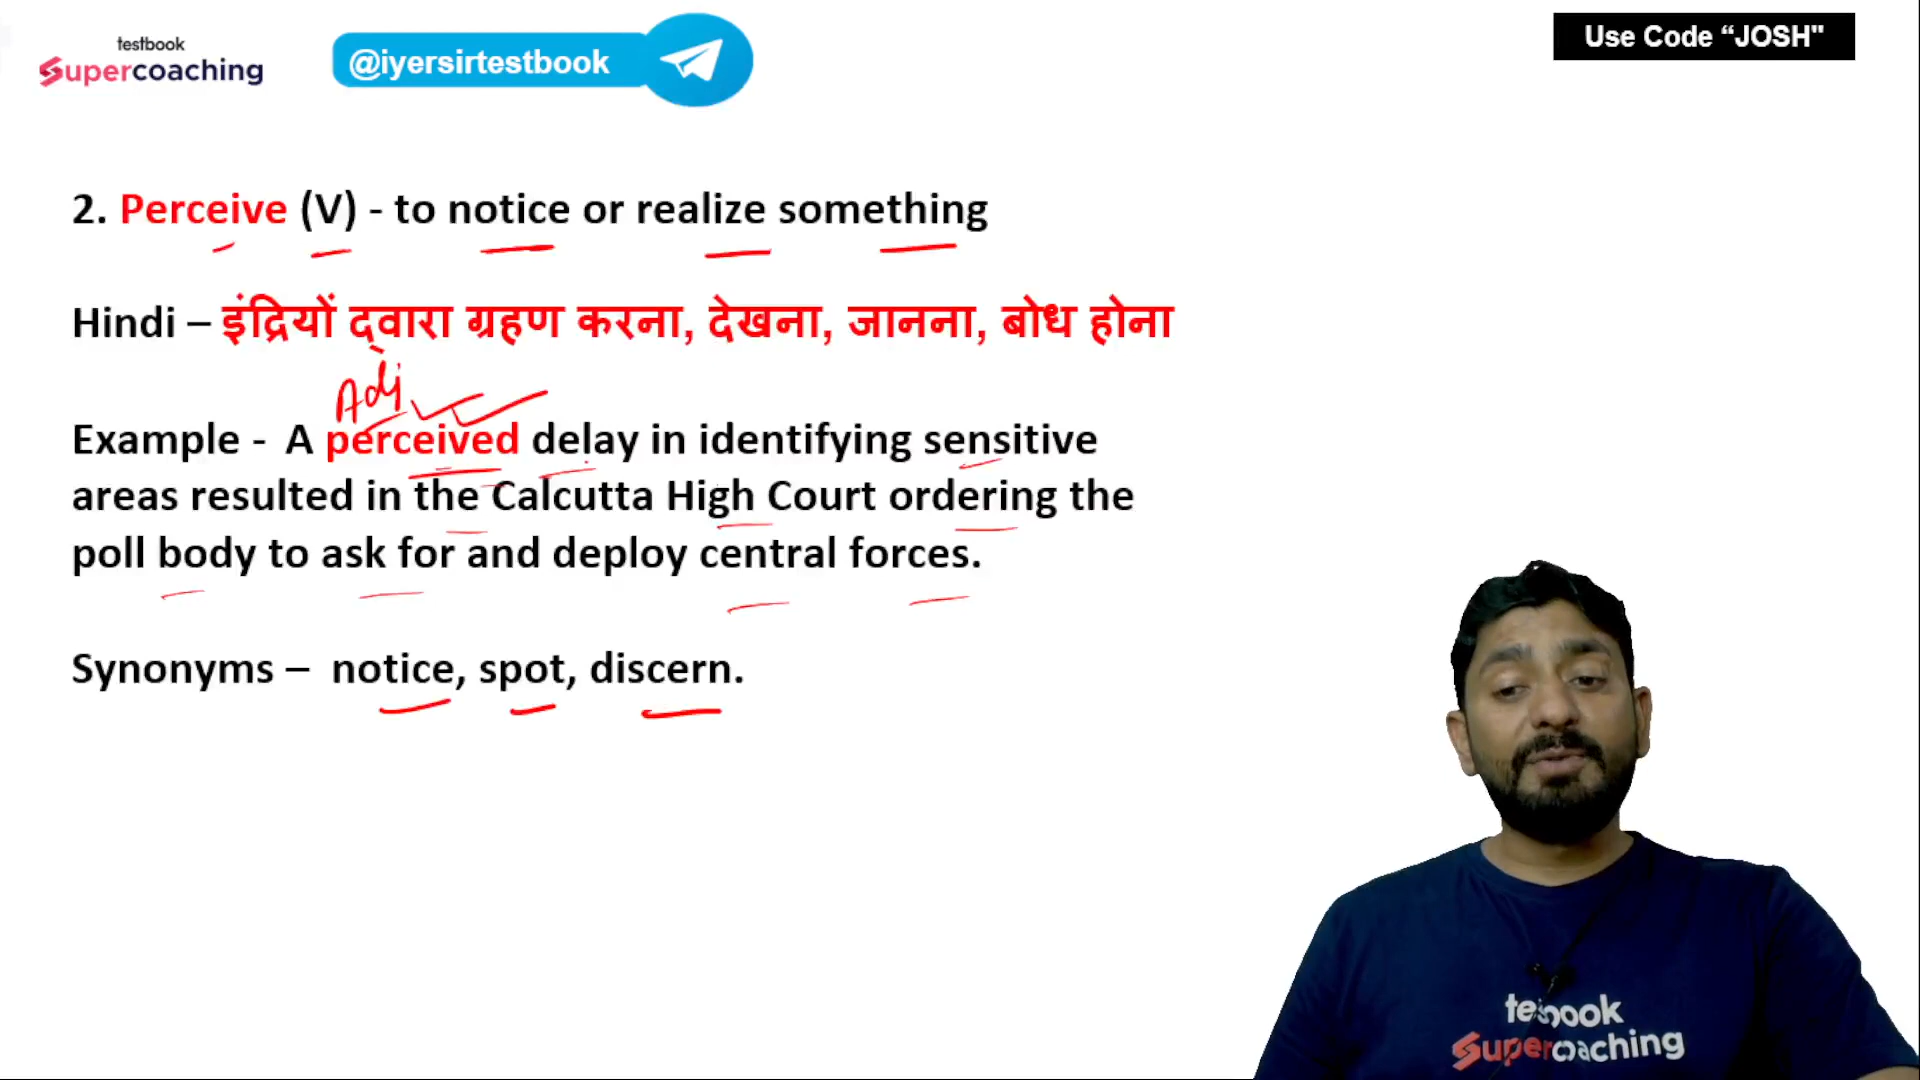 testbook
Supercoaching
@iyersirtestbook
Use Code “JOSH"
2. Perceive (V) - to notice or realize something
Hindi – इंद्रियों द्वारा ग्रहण करना, देखना, जानना, बोध होना
Adj
Example - A perceived delay in identifying sensitive
areas resulted in the Calcutta High Court ordering the
poll body to ask for and deploy central forces.
Synonyms – notice, spot, discern.
testbook
Supercoaching